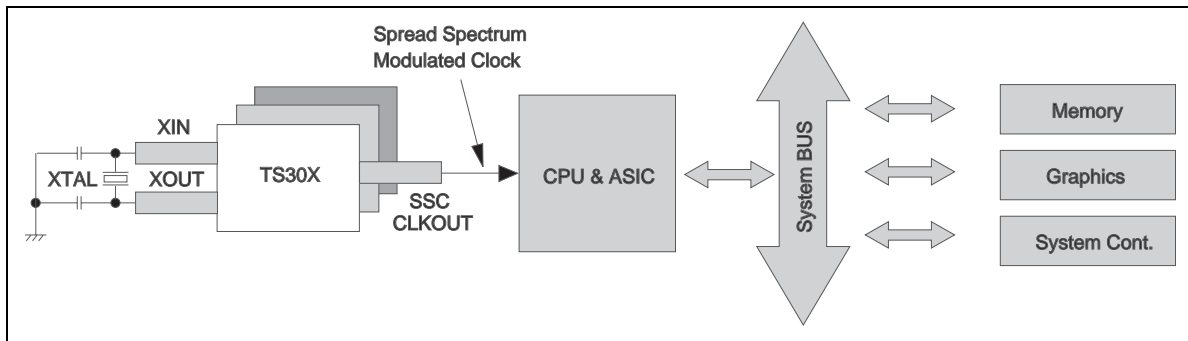 Spread Spectrum
Modulated Clock
XIN
XTAL
XOUT
TS30X
SSC
CLKOUT
CPU & ASIC
System BUS
Memory
Graphics
System Cont.